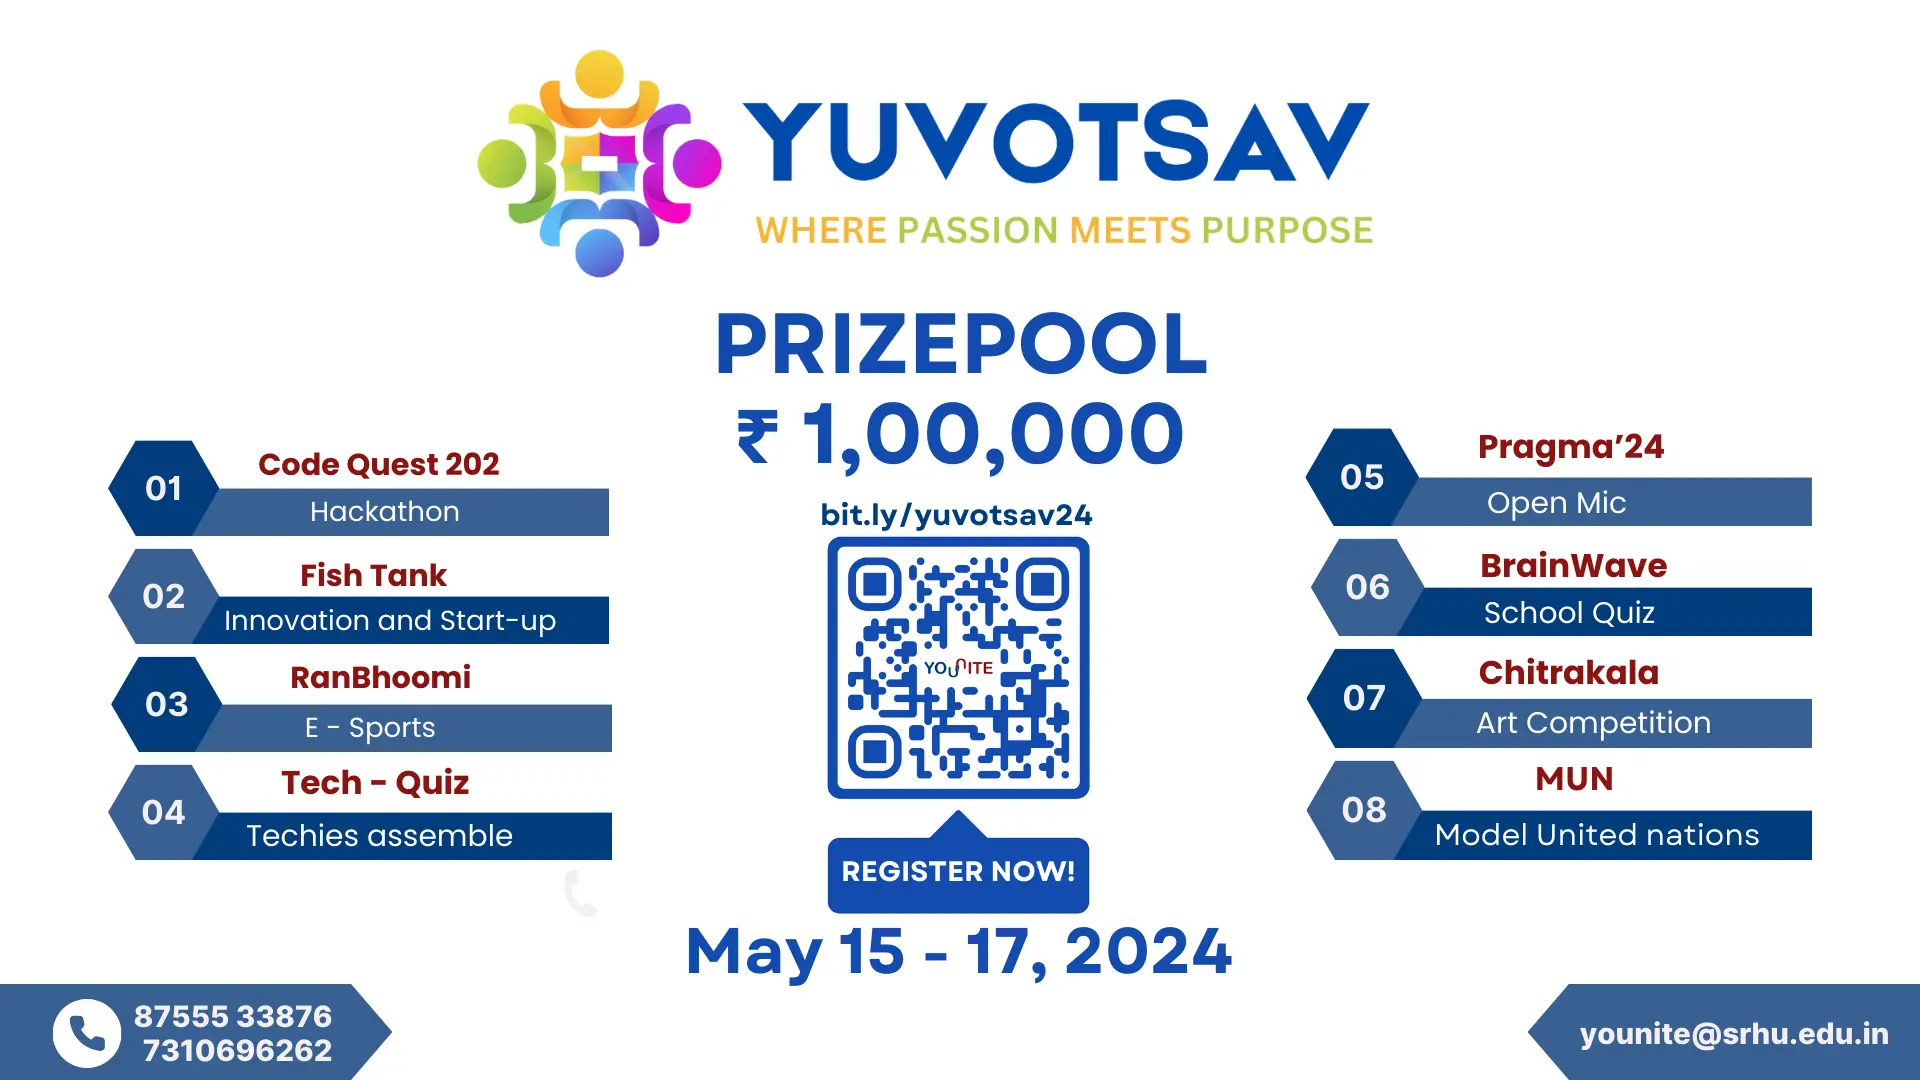 YUVOTSAV
WHERE PASSION MEETS PURPOSE
PRIZEPOOL
₹ 1,00,000
bit.ly/yuvotsav24
YOUNITE
REGISTER NOW!
May 15 - 17, 2024
01
Code Quest 202
Hackathon
02
Fish Tank
Innovation and Start-up
03
RanBhoomi
E - Sports
04
Tech - Quiz
Techies assemble
05
Pragma’24
Open Mic
06
BrainWave
School Quiz
07
Chitrakala
Art Competition
08
MUN
Model United nations
87555 33876
7310696262
younite@srhu.edu.in